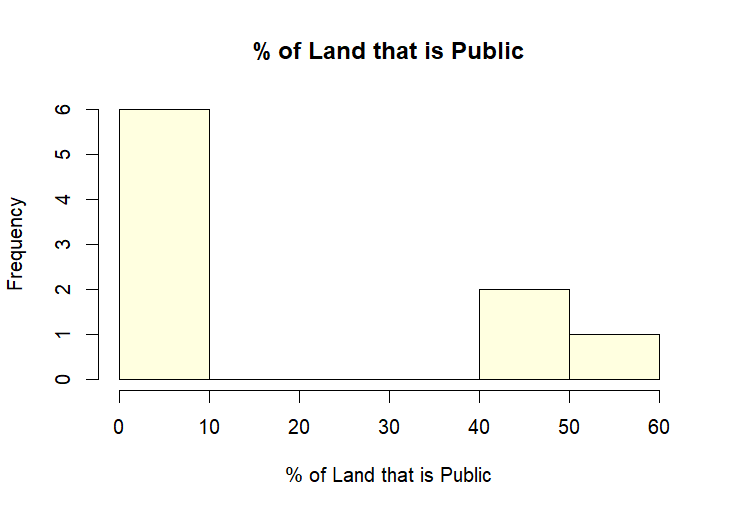 % of Land that is Public
6
5
4
3
2
1
0
Frequency
0 10 20 30 40 50 60
% of Land that is Public